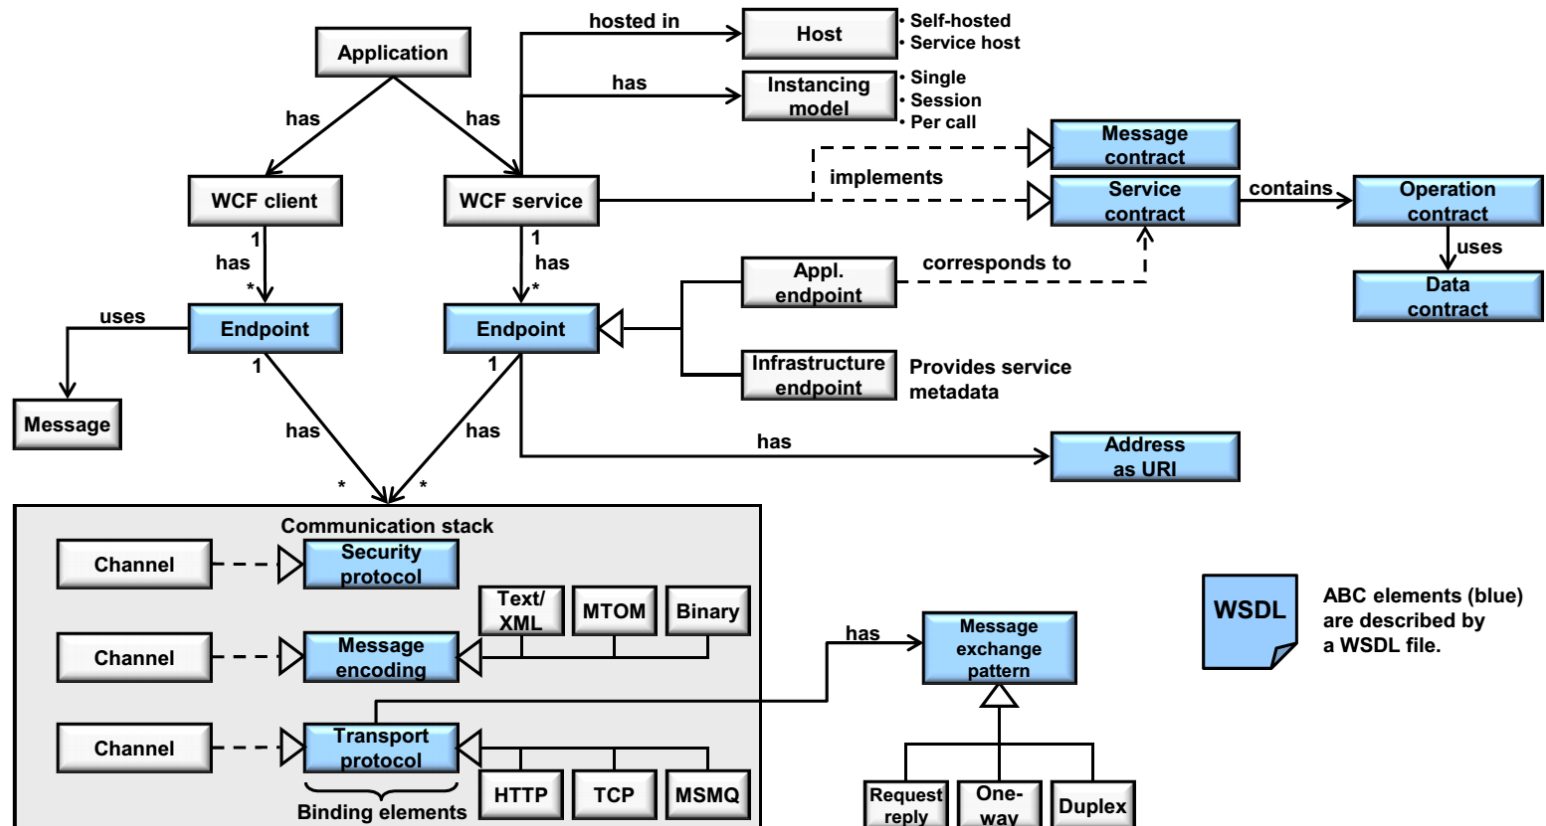 Application
hosted in
Host
• Self-hosted
• Service host
has
Instancing
model
• Single
• Session
• Per call
has
has
WCF client
WCF service
implements
Message
contract
Service
contract
contains
Operation
contract
uses
Data
contract
1
has
*
1
has
*
uses
Endpoint
Endpoint
Appl.
endpoint
corresponds to
Infrastructure
endpoint
Provides service
metadata
Message
1
has
*
1
has
*
has
Address
as URI
Communication stack
Channel
Security
protocol
Channel
Message
encoding
Text/
XML
MTOM
Binary
Channel
Transport
protocol
HTTP
TCP
MSMQ
Binding elements
has
Message
exchange
pattern
Request
reply
One-
way
Duplex
WSDL
ABC elements (blue)
are described by
a WSDL file.